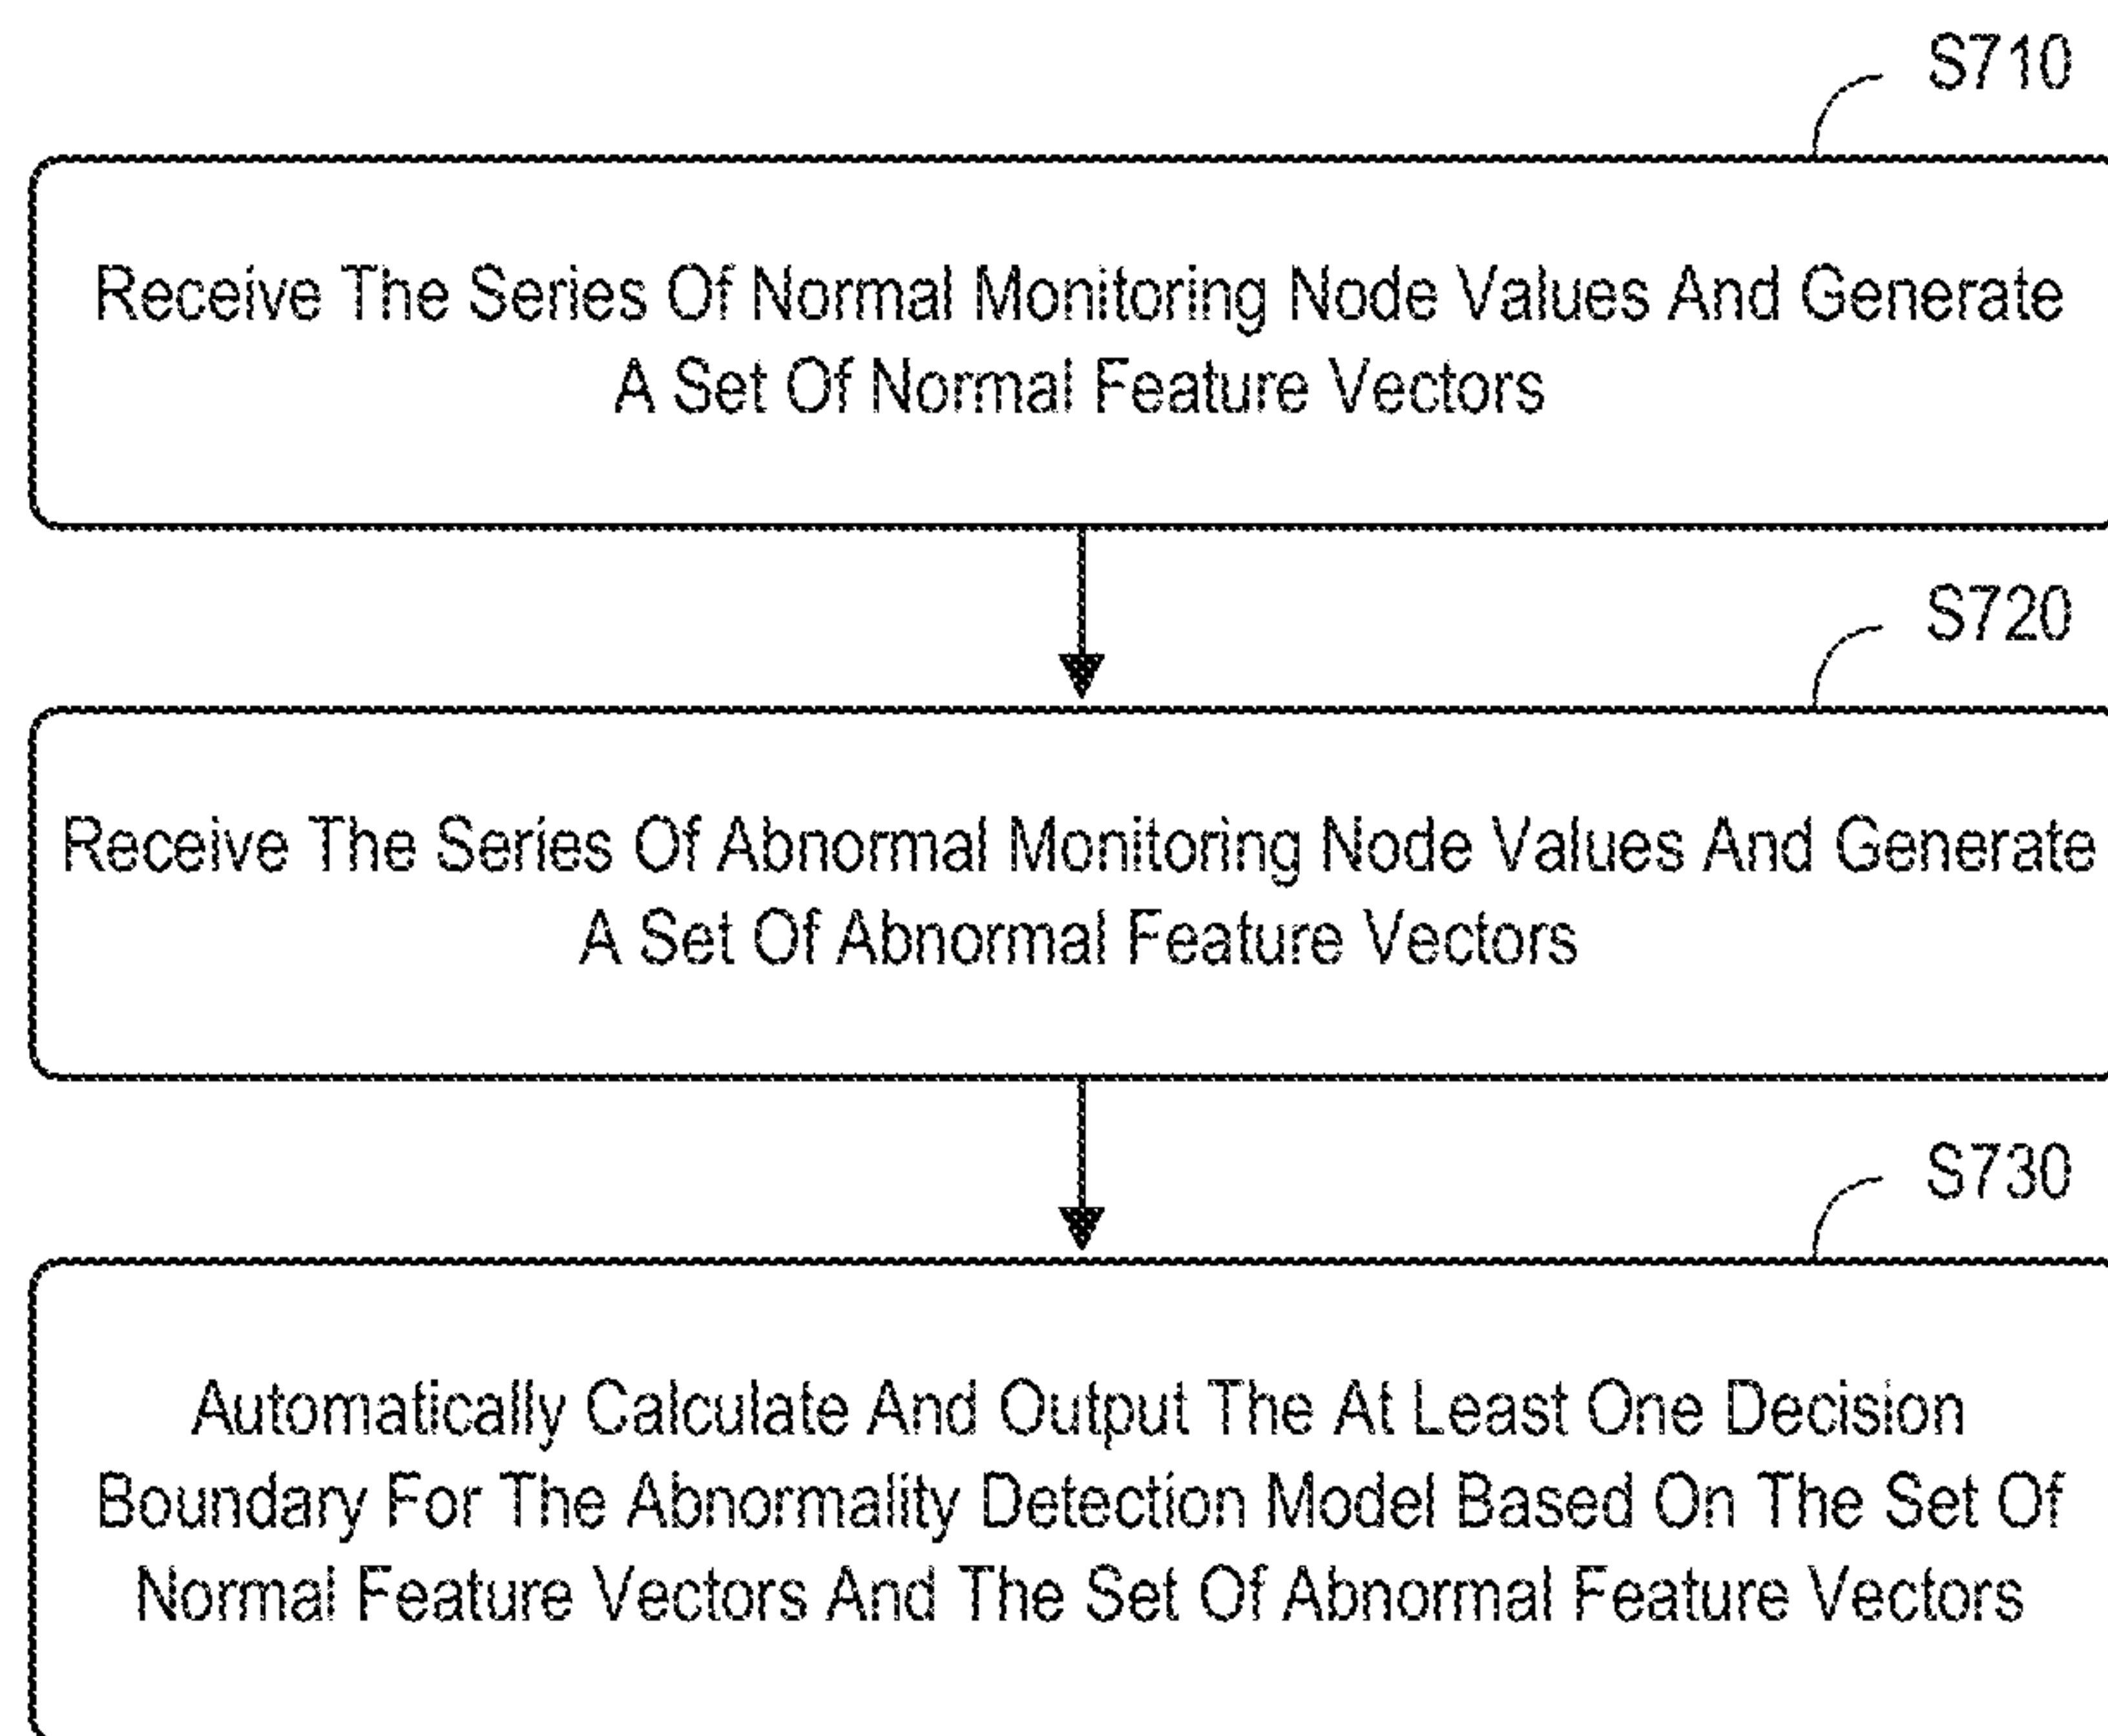 S710
Receive The Series Of Normal Monitoring Node Values And Generate
A Set Of Normal Feature Vectors
S720
Receive The Series Of Abnormal Monitoring Node Values And Generate
A Set Of Abnormal Feature Vectors
S730
Automatically Calculate And Output The At Least One Decision
Boundary For The Abnormality Detection Model Based On The Set Of
Normal Feature Vectors And The Set Of Abnormal Feature Vectors